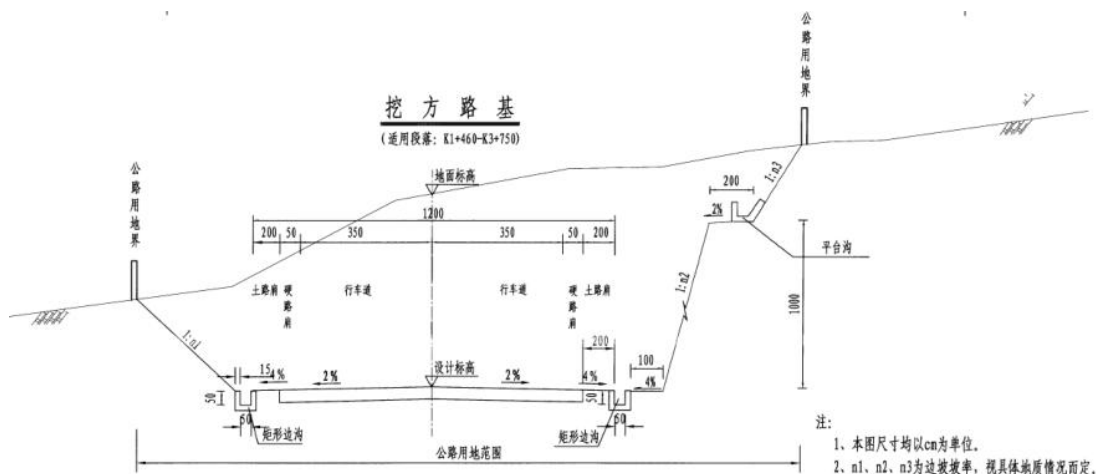 挖方路基
(适用段落: K1+460-K3+750)
公路用地界
公路用地界
地面标高
1200
200 50 350 350 50 200
土路肩 硬路肩 行车道 行车道 硬路肩 土路肩
200
2%
1:n3
平台沟
1:n2
1000
1:n1
设计标高
200
100
15
4% 2% 2% 4% 4%
50
50
60
60
矩形边沟
矩形边沟
公路用地范围
注:
1、本图尺寸均以cm为单位。
2、n1、n2、n3为边坡坡率，视具体地质情况而定。